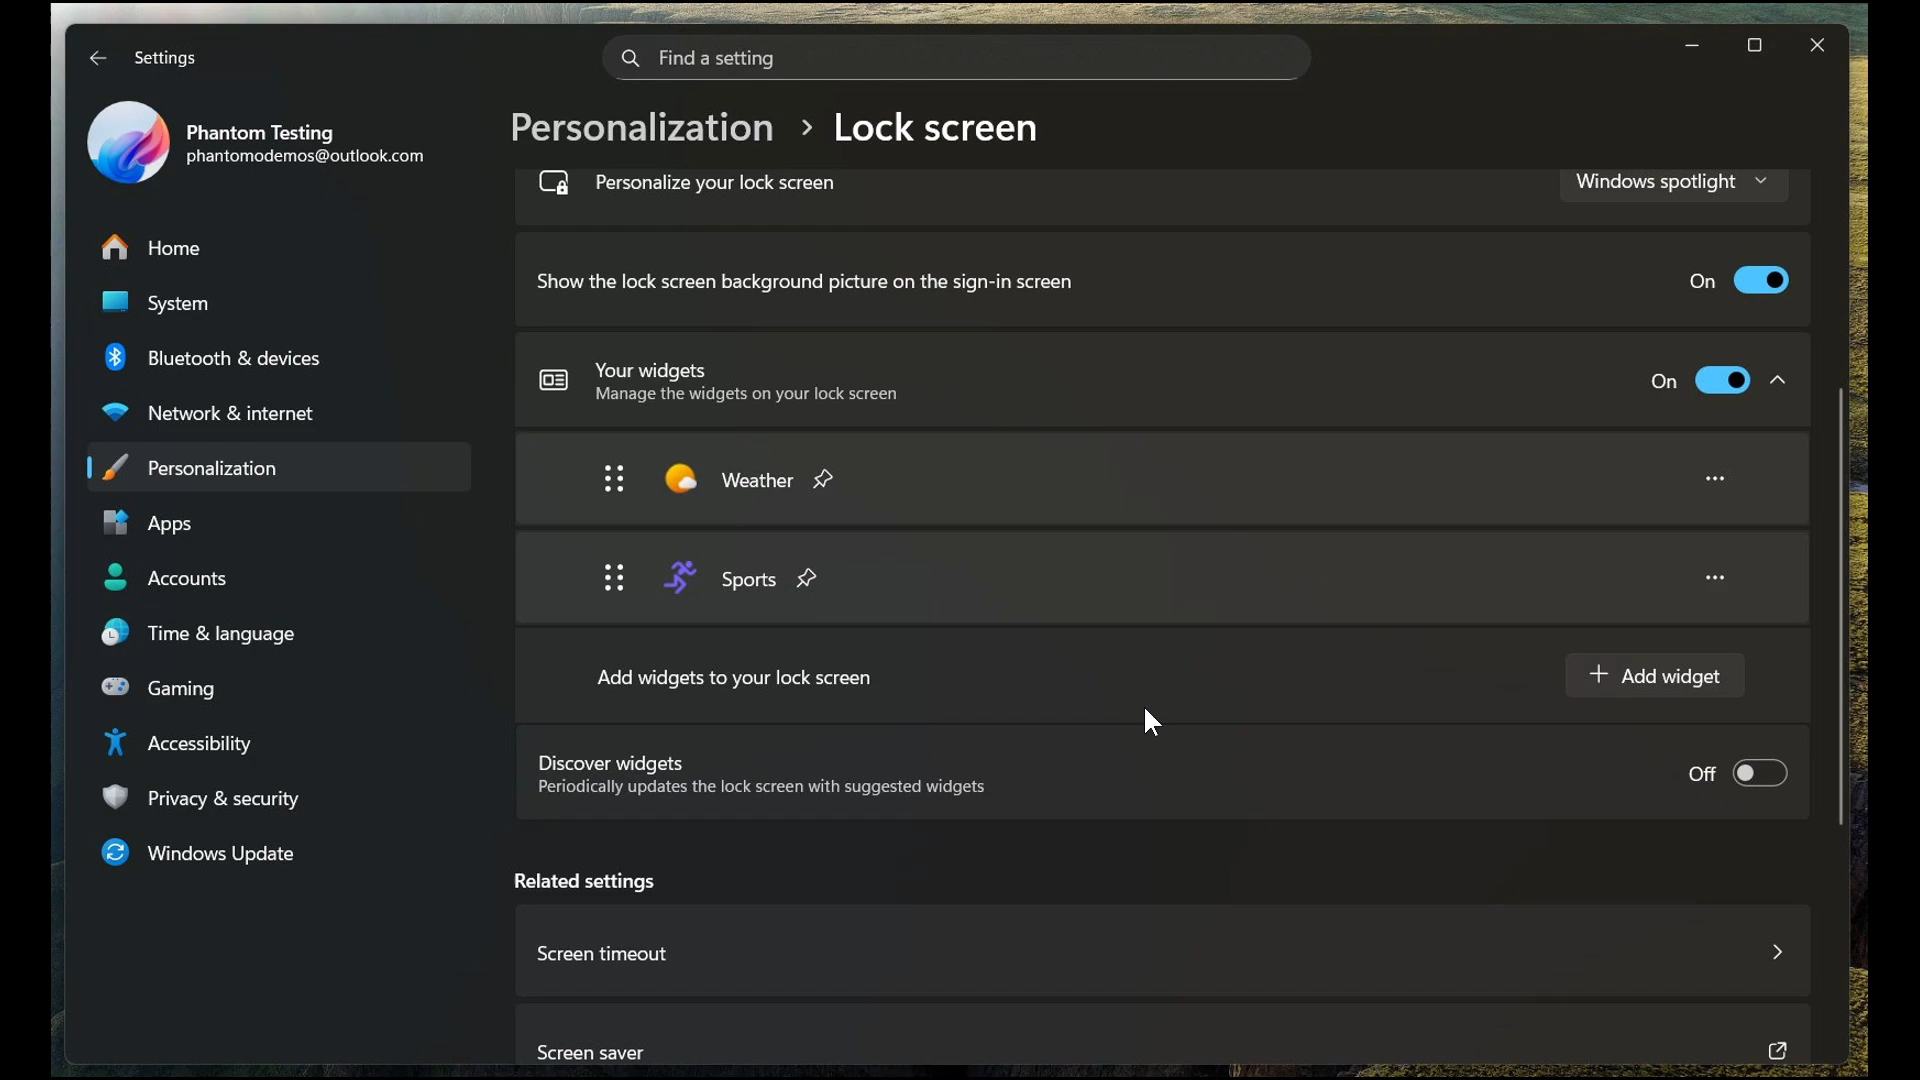 Settings
Find a setting
Phantom Testing
phantomodemos@outlook.com
Home
System
Bluetooth & devices
Network & internet
Personalization
Apps
Accounts
Time & language
Gaming
Accessibility
Privacy & security
Windows Update
Personalization > Lock screen
Personalize your lock screen
Windows spotlight
Show the lock screen background picture on the sign-in screen
On
Your widgets
Manage the widgets on your lock screen
On
Weather
Sports
Add widgets to your lock screen
Add widget
Discover widgets
Periodically updates the lock screen with suggested widgets
Off
Related settings
Screen timeout
Screen saver